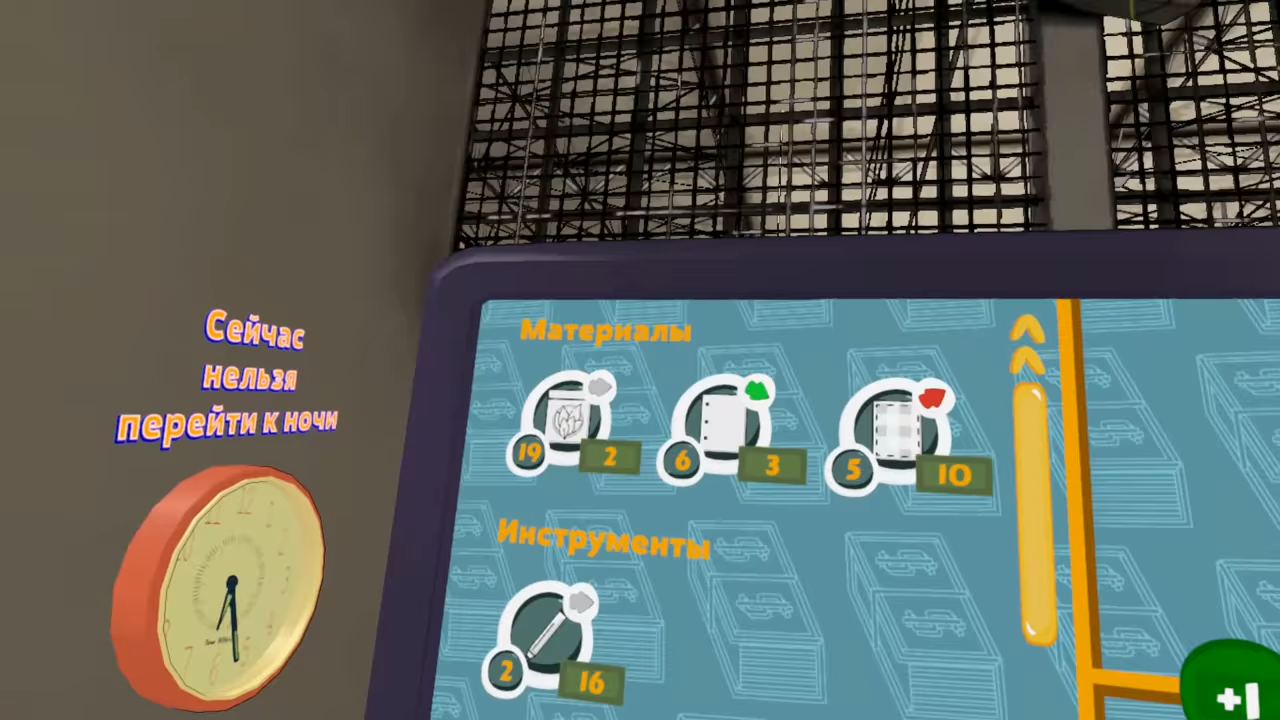 Сейчас
нельзя
перейти к ночи
Материалы
19 2 6 3 5 10
Инструменты
2 16
+1